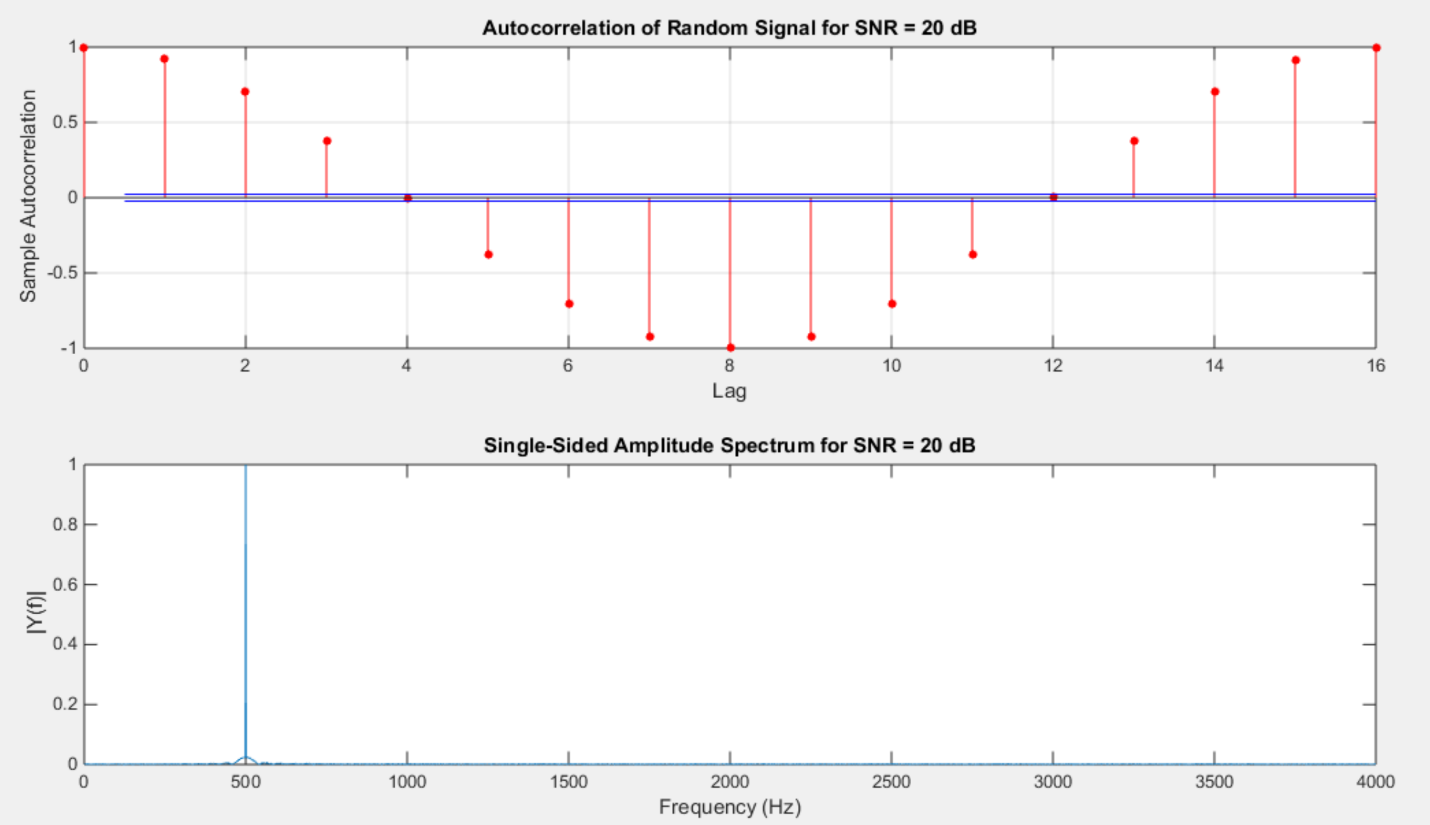 Autocorrelation of Random Signal for SNR = 20 dB
1
0.5
0
-0.5
-1
Sample Autocorrelation
0 2 4 6 8 10 12 14 16
Lag
Single-Sided Amplitude Spectrum for SNR = 20 dB
1
0.8
0.6
0.4
0.2
0
|Y(f)|
0 500 1000 1500 2000 2500 3000 3500 4000
Frequency (Hz)